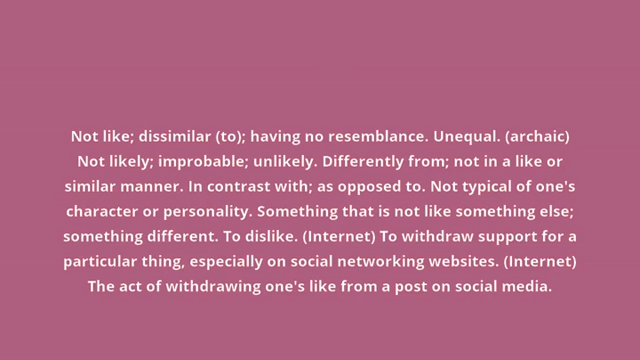 Not like; dissimilar (to); having no resemblance. Unequal. (archaic)
Not likely; improbable; unlikely. Differently from; not in a like or
similar manner. In contrast with; as opposed to. Not typical of one's
character or personality. Something that is not like something else;
something different. To dislike. (Internet) To withdraw support for a
particular thing, especially on social networking websites. (Internet)
The act of withdrawing one's like from a post on social media.